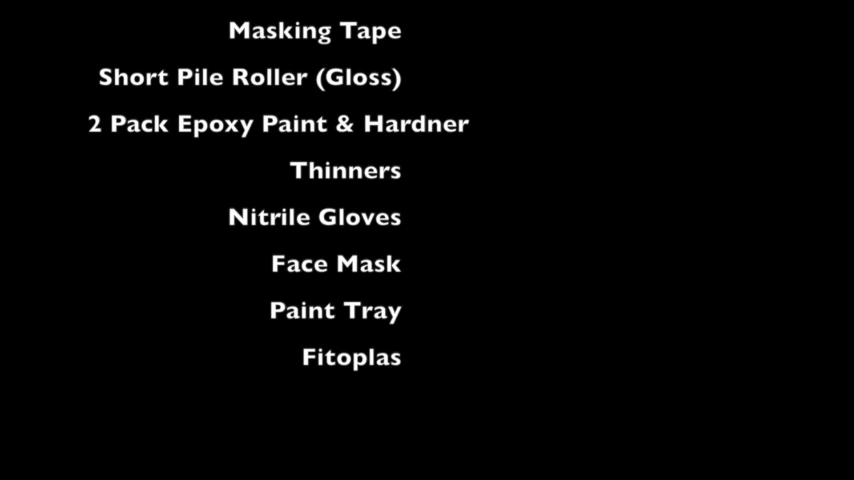 Masking Tape
Short Pile Roller (Gloss)
2 Pack Epoxy Paint & Hardner
Thinners
Nitrile Gloves
Face Mask
Paint Tray
Fitoplas